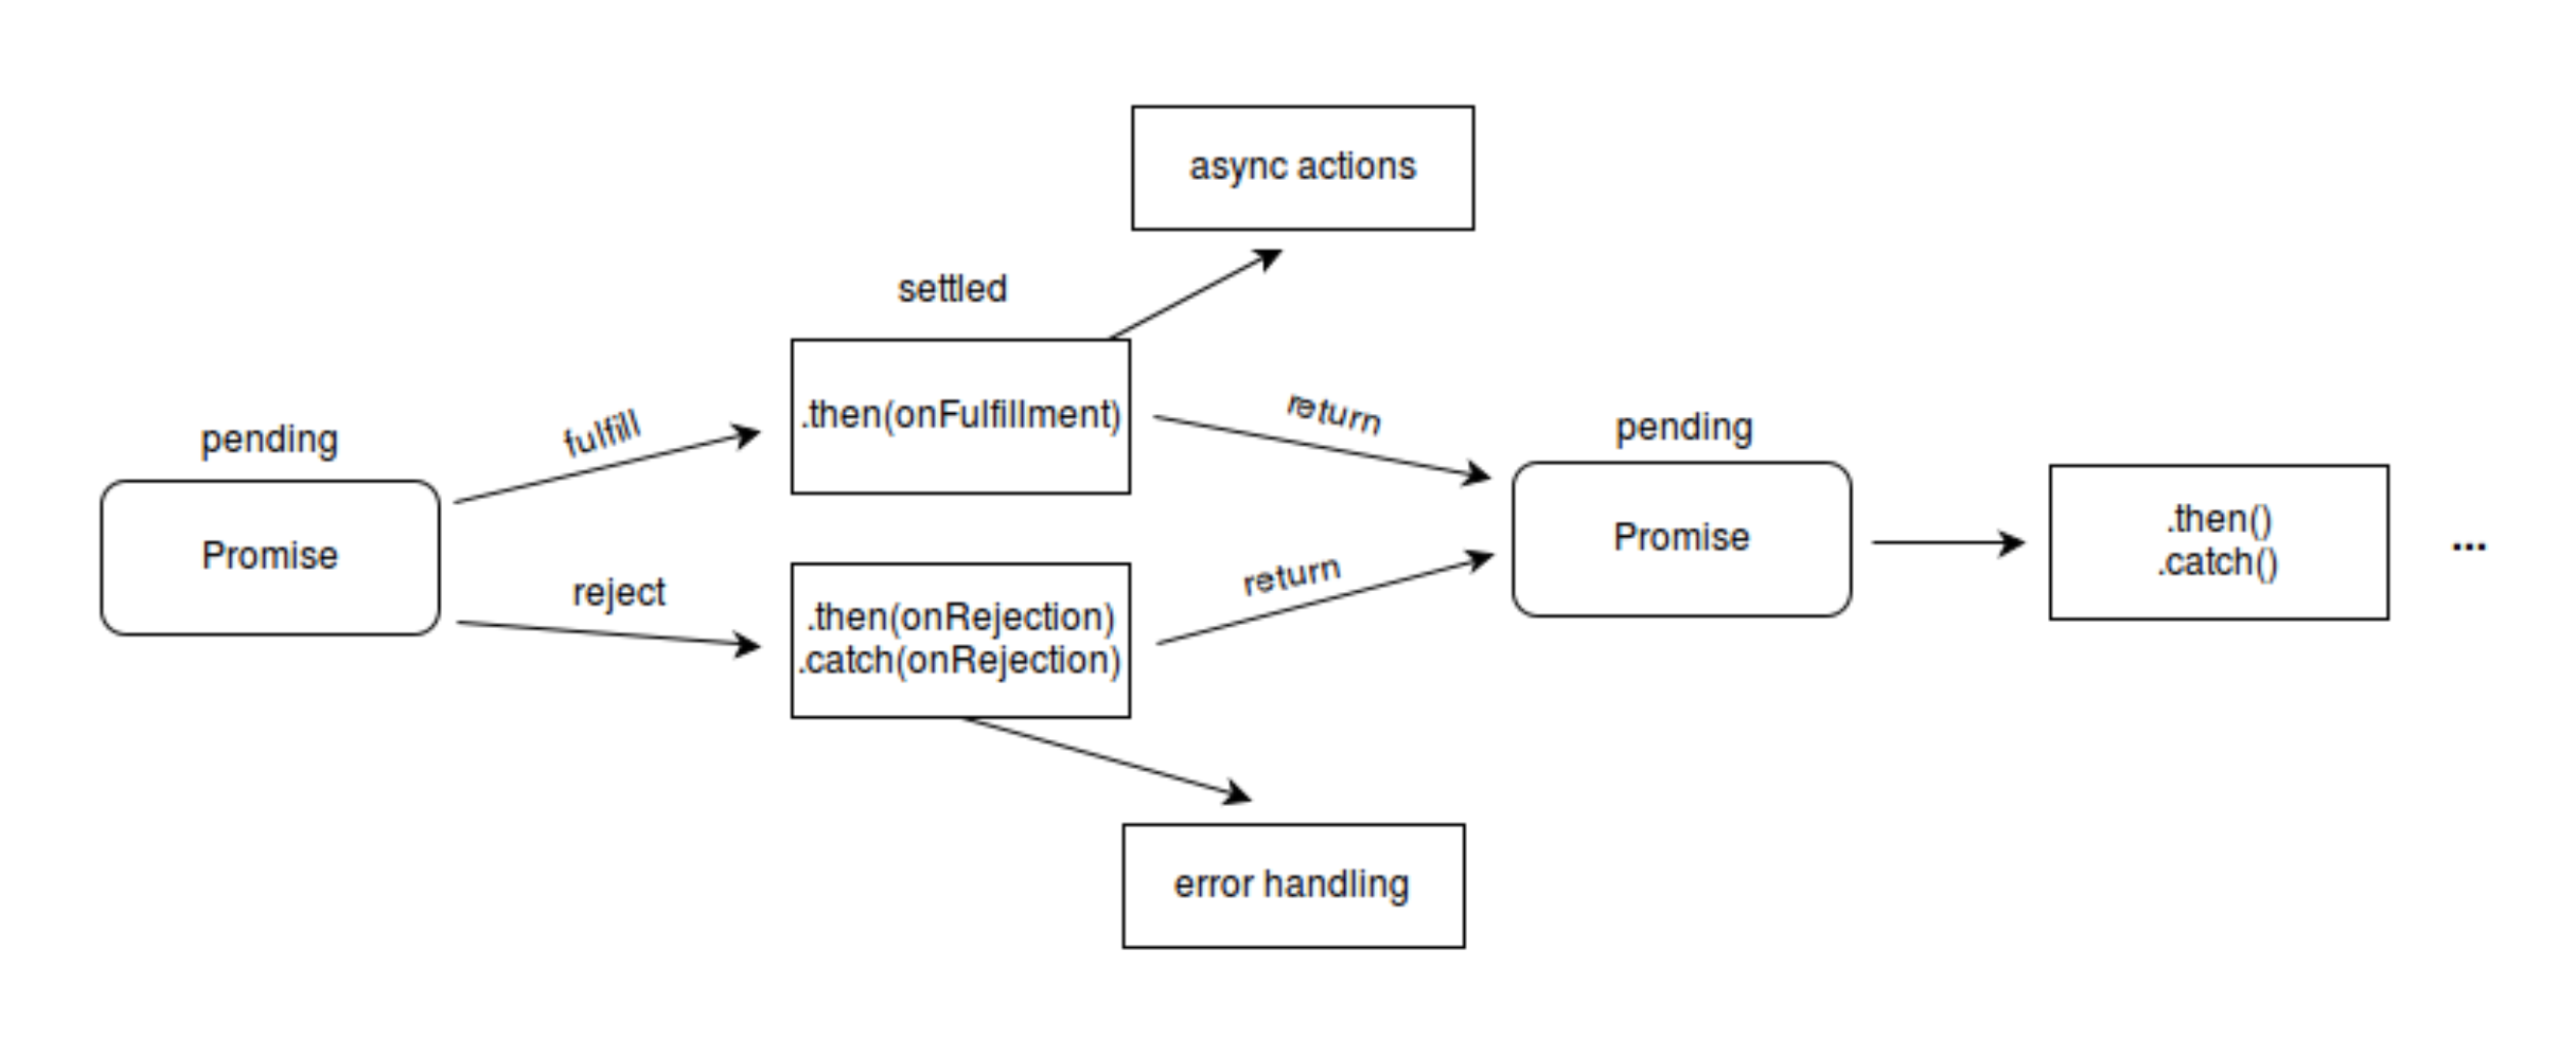 async actions
settled
.then(onFulfillment)
fulfill
return
pending
Promise
pending
Promise
.then()
.catch()
...
reject
.then(onRejection)
.catch(onRejection)
return
error handling